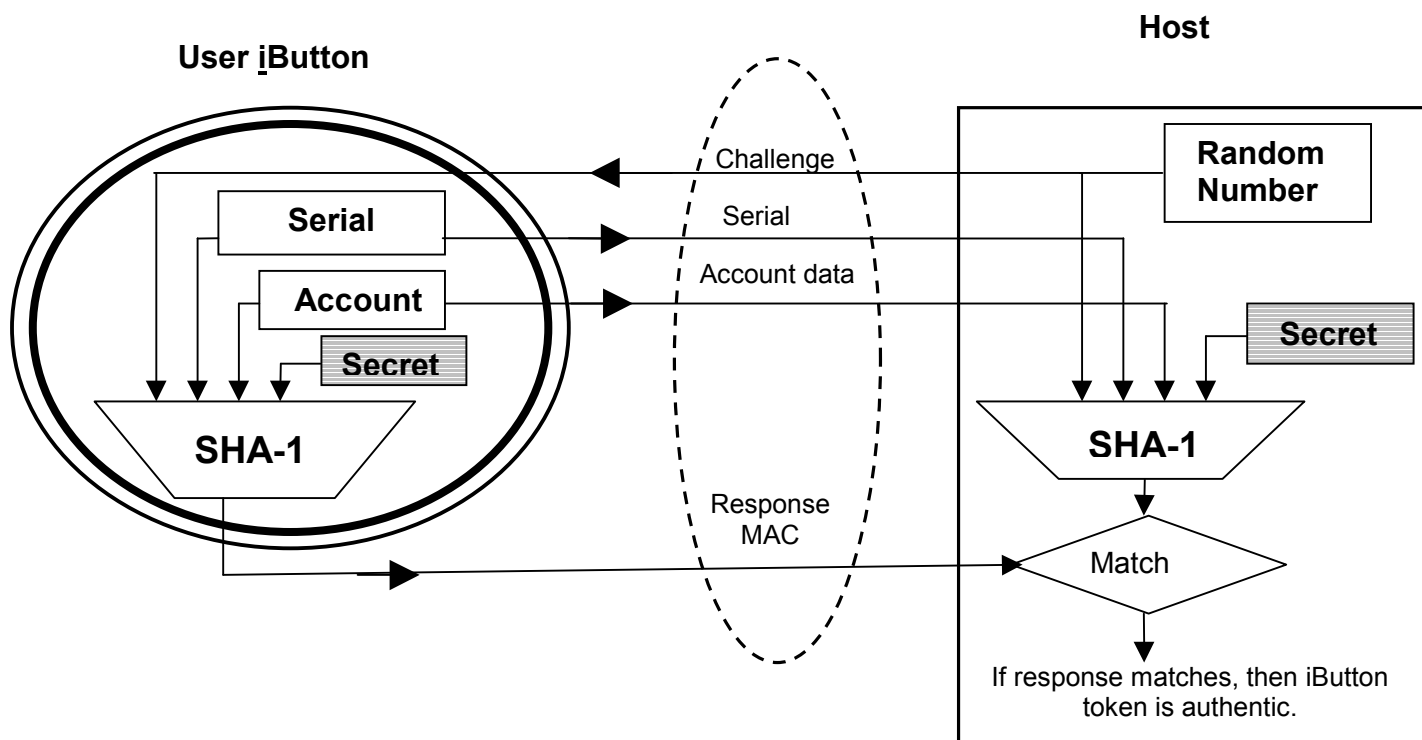 Host
User iButton
Challenge
Random
Number
Serial
Serial
Account data
Account
Secret
Secret
SHA-1
SHA-1
Response
MAC
Match
If response matches, then iButton
token is authentic.